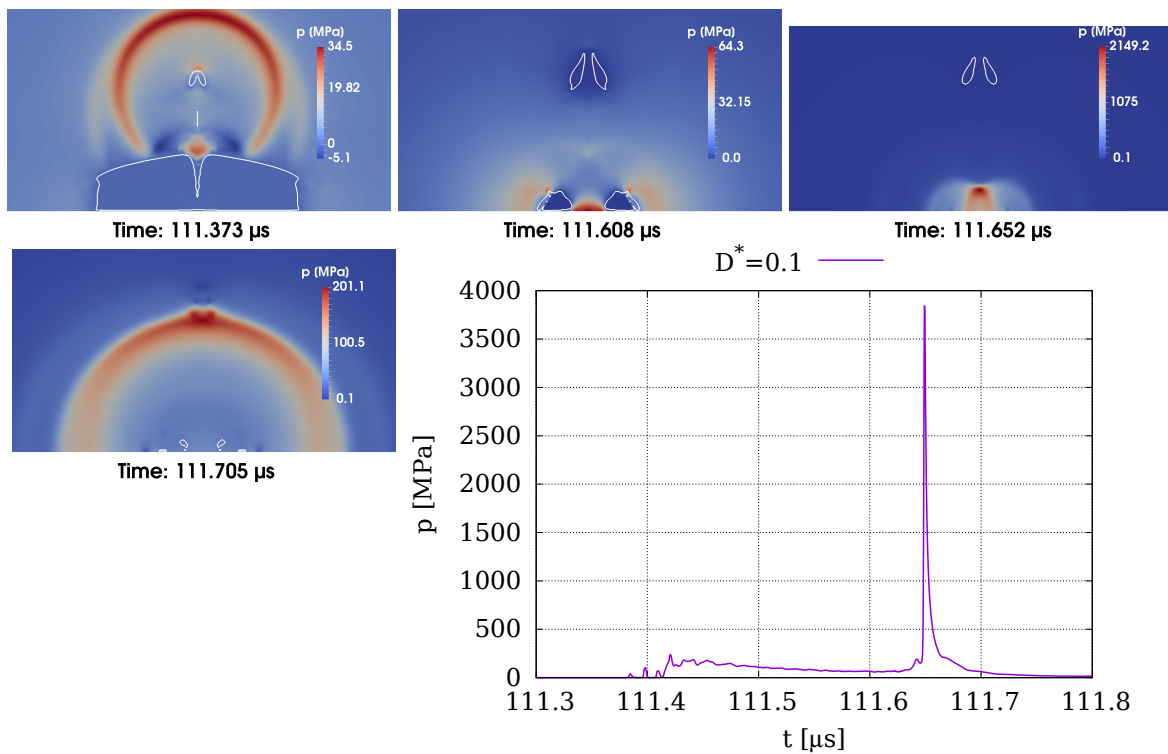 p [MPa]
34.5
19.82
0
-5.1
Time: 111.373 µs
p [MPa]
64.3
32.15
0.0
Time: 111.608 µs
p [MPa]
2149.2
1075
0.1
Time: 111.652 µs
p [MPa]
201.1
100.5
0.1
Time: 111.705 µs
D*=0.1
4000
3500
3000
2500
2000
1500
1000
500
0
p [MPa]
111.3 111.4 111.5 111.6 111.7 111.8
t [µs]